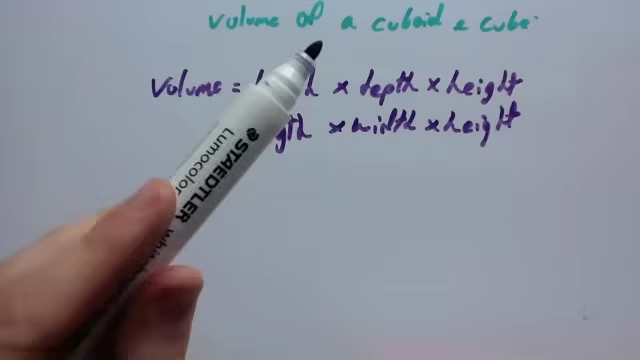 volume of a cuboid & cube
Volume = × depth × height
× width × height
STAEDTLER
Lumocolor